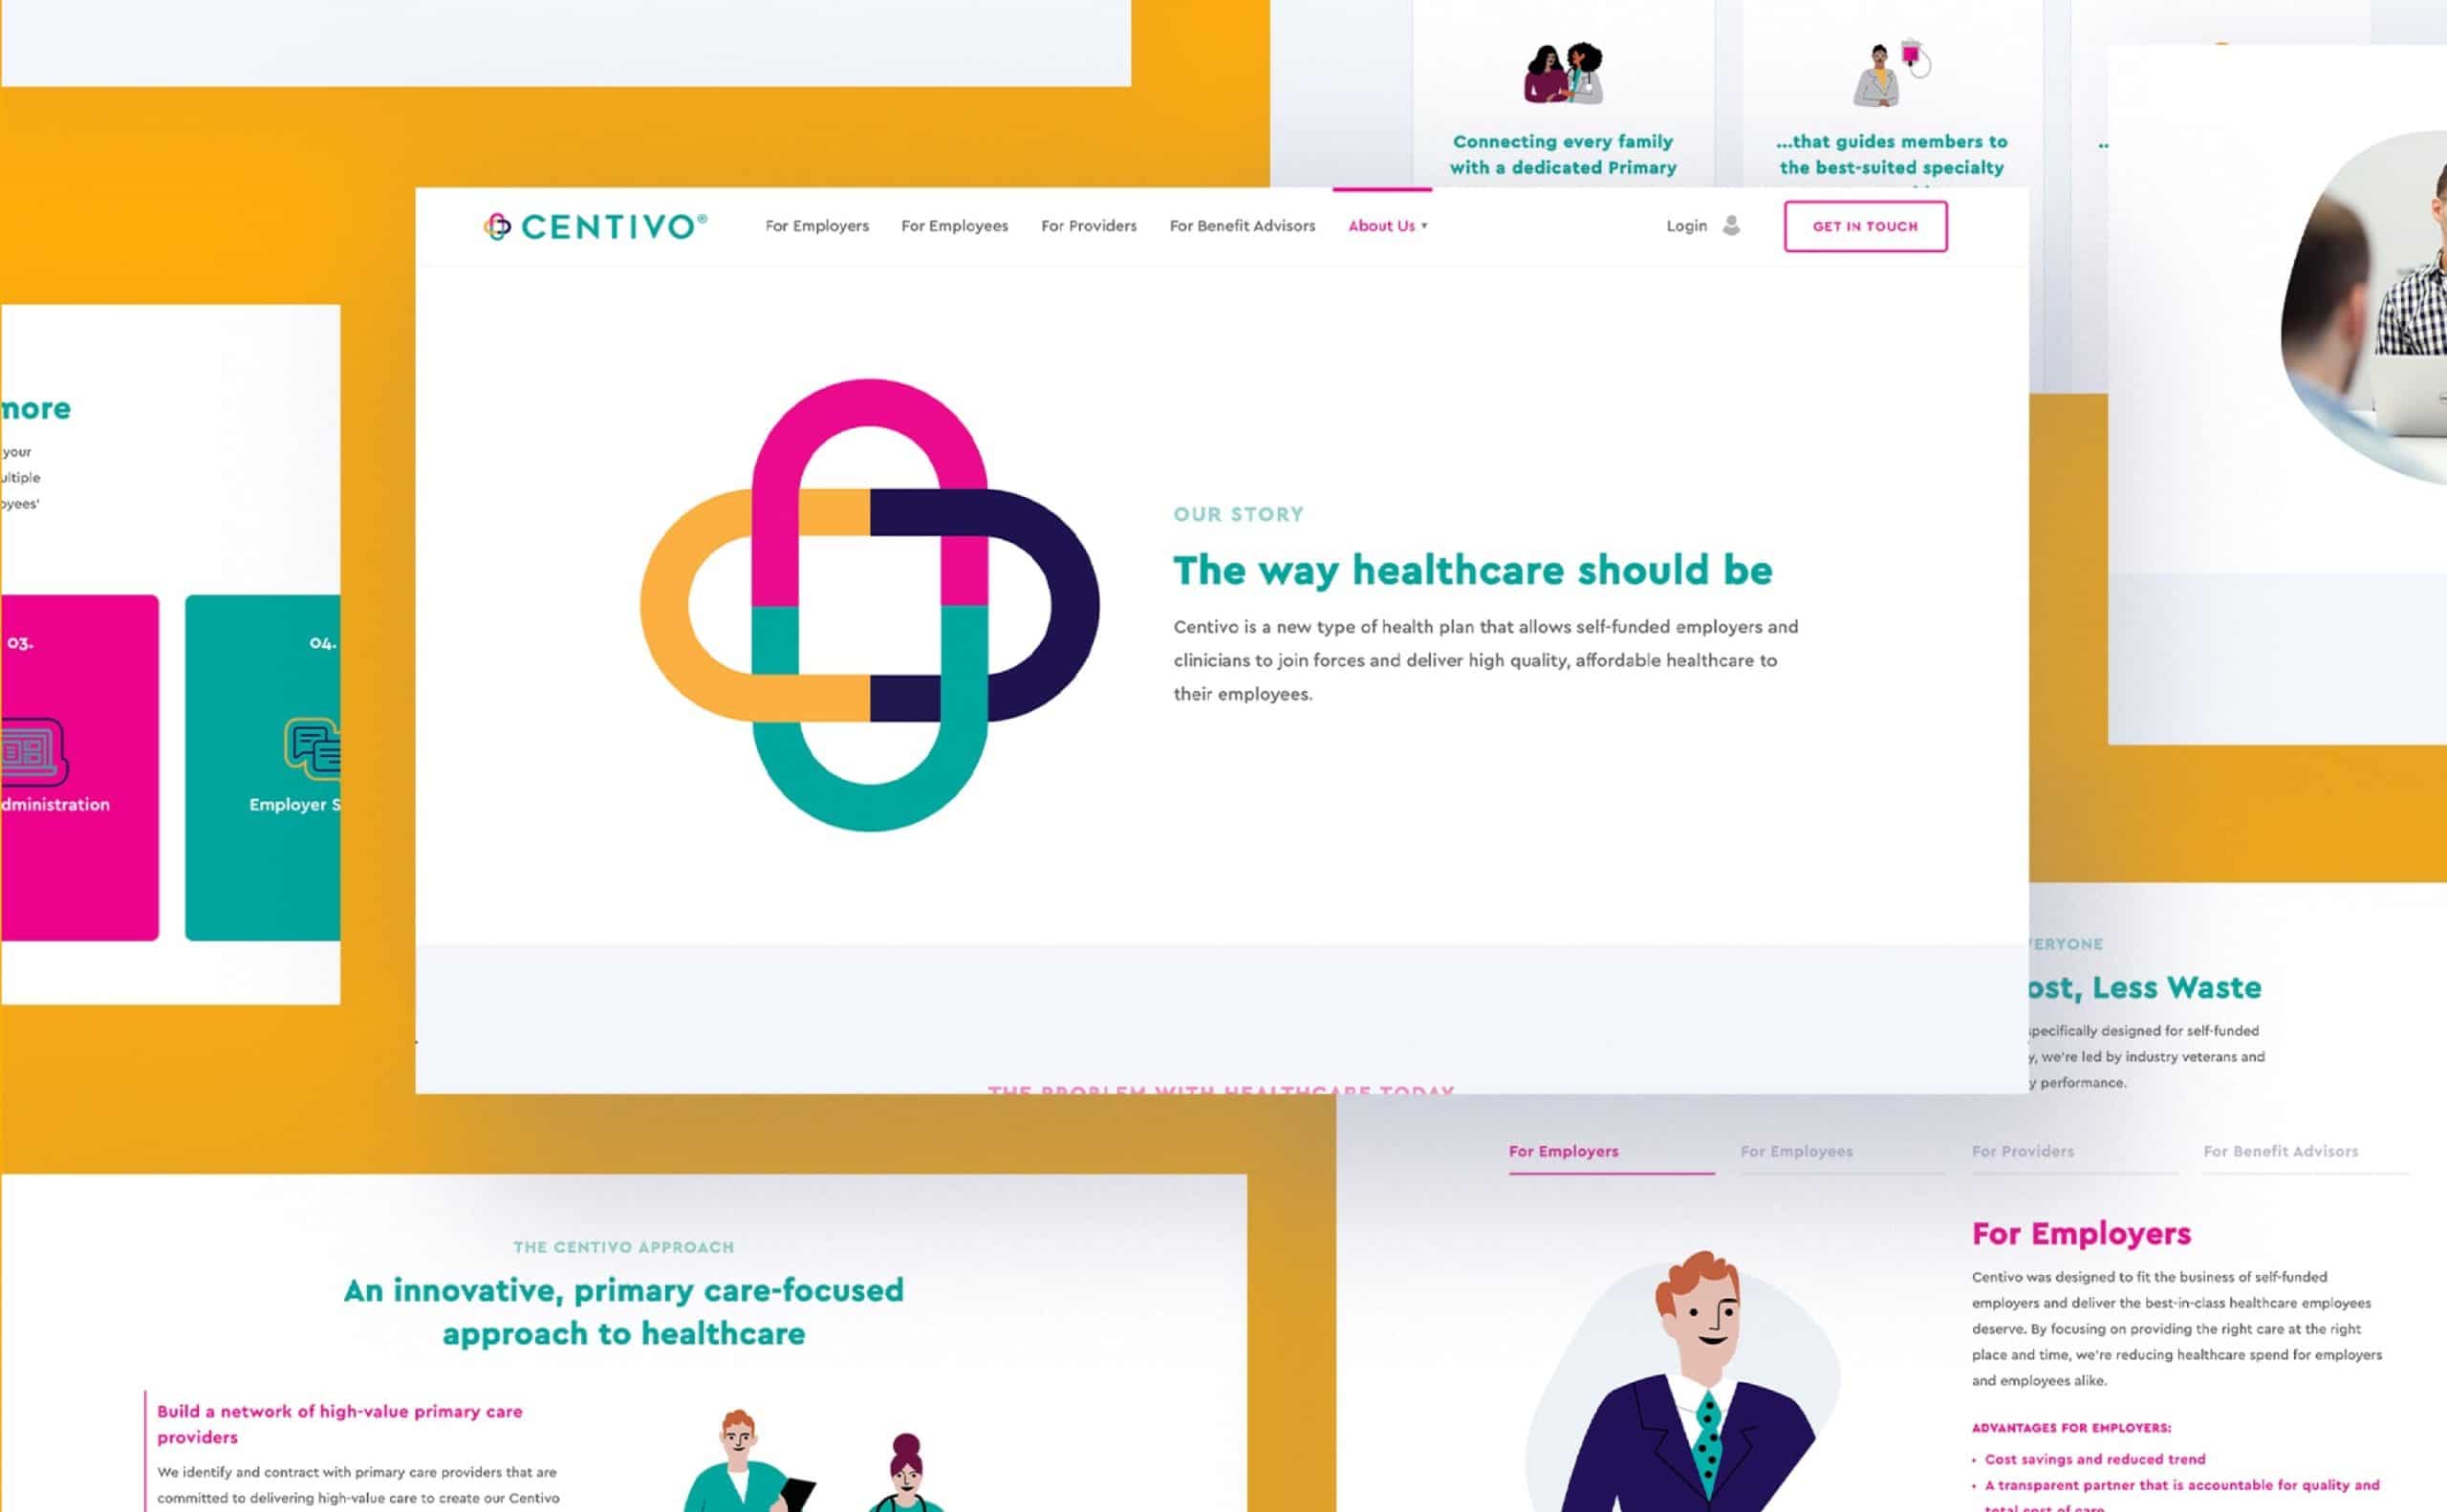 Connecting every family
with a dedicated Primary
...that guides members to
the best-suited specialty
..
CENTIVO®
For Employers
For Employees
For Providers
For Benefit Advisors
About Us
Login
GET IN TOUCH
more
your
ultiple
oyees'
03.
dministration
04.
Employer S
OUR STORY
The way healthcare should be
Centivo is a new type of health plan that allows self-funded employers and
clinicians to join forces and deliver high quality, affordable healthcare to
their employees.
THE PROBLEM WITH HEALTHCARE TODAY
VERYONE
ost, Less Waste
specifically designed for self-funded
y, we're led by industry veterans and
y performance.
THE CENTIVO APPROACH
An innovative, primary care-focused
approach to healthcare
Build a network of high-value primary care
providers
We identify and contract with primary care providers that are
committed to delivering high-value care to create our Centivo
For Employers
For Employees
For Providers
For Benefit Advisors
For Employers
Centivo was designed to fit the business of self-funded
employers and deliver the best-in-class healthcare employees
deserve. By focusing on providing the right care at the right
place and time, we're reducing healthcare spend for employers
and employees alike.
ADVANTAGES FOR EMPLOYERS:
• Cost savings and reduced trend
• A transparent partner that is accountable for quality and
total cost of care